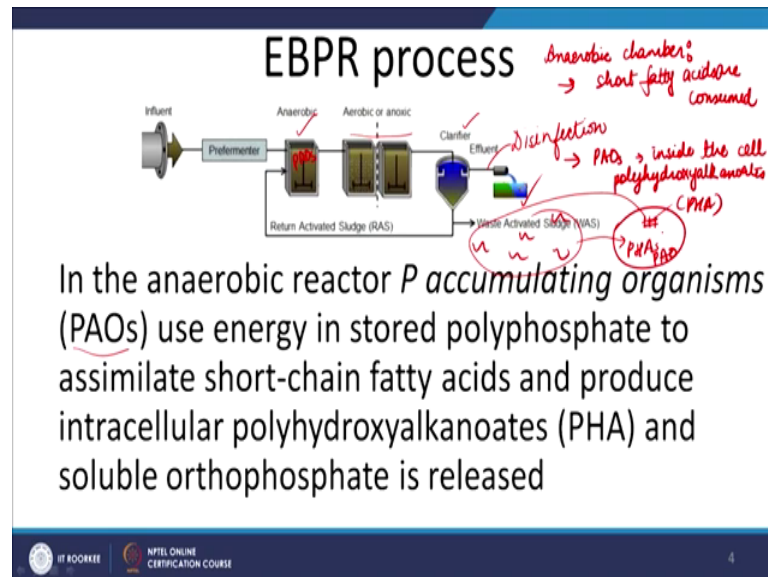 EBPR process
Anaerobic chamber:
→ short fatty acids are
consumed
Influent
Anaerobic
Aerobic or anoxic
Clarifier
Effluent
Disinfection
Prefermenter
PAOs
→ PAOs → inside the cell
polyhydroxyalkanoates
(PHA)
Return Activated Sludge (RAS)
Waste Activated Sludge (WAS)
PHAs
PAO
In the anaerobic reactor P accumulating organisms
(PAOs) use energy in stored polyphosphate to
assimilate short-chain fatty acids and produce
intracellular polyhydroxyalkanoates (PHA) and
soluble orthophosphate is released
IIT ROORKEE
NPTEL ONLINE
CERTIFICATION COURSE
4